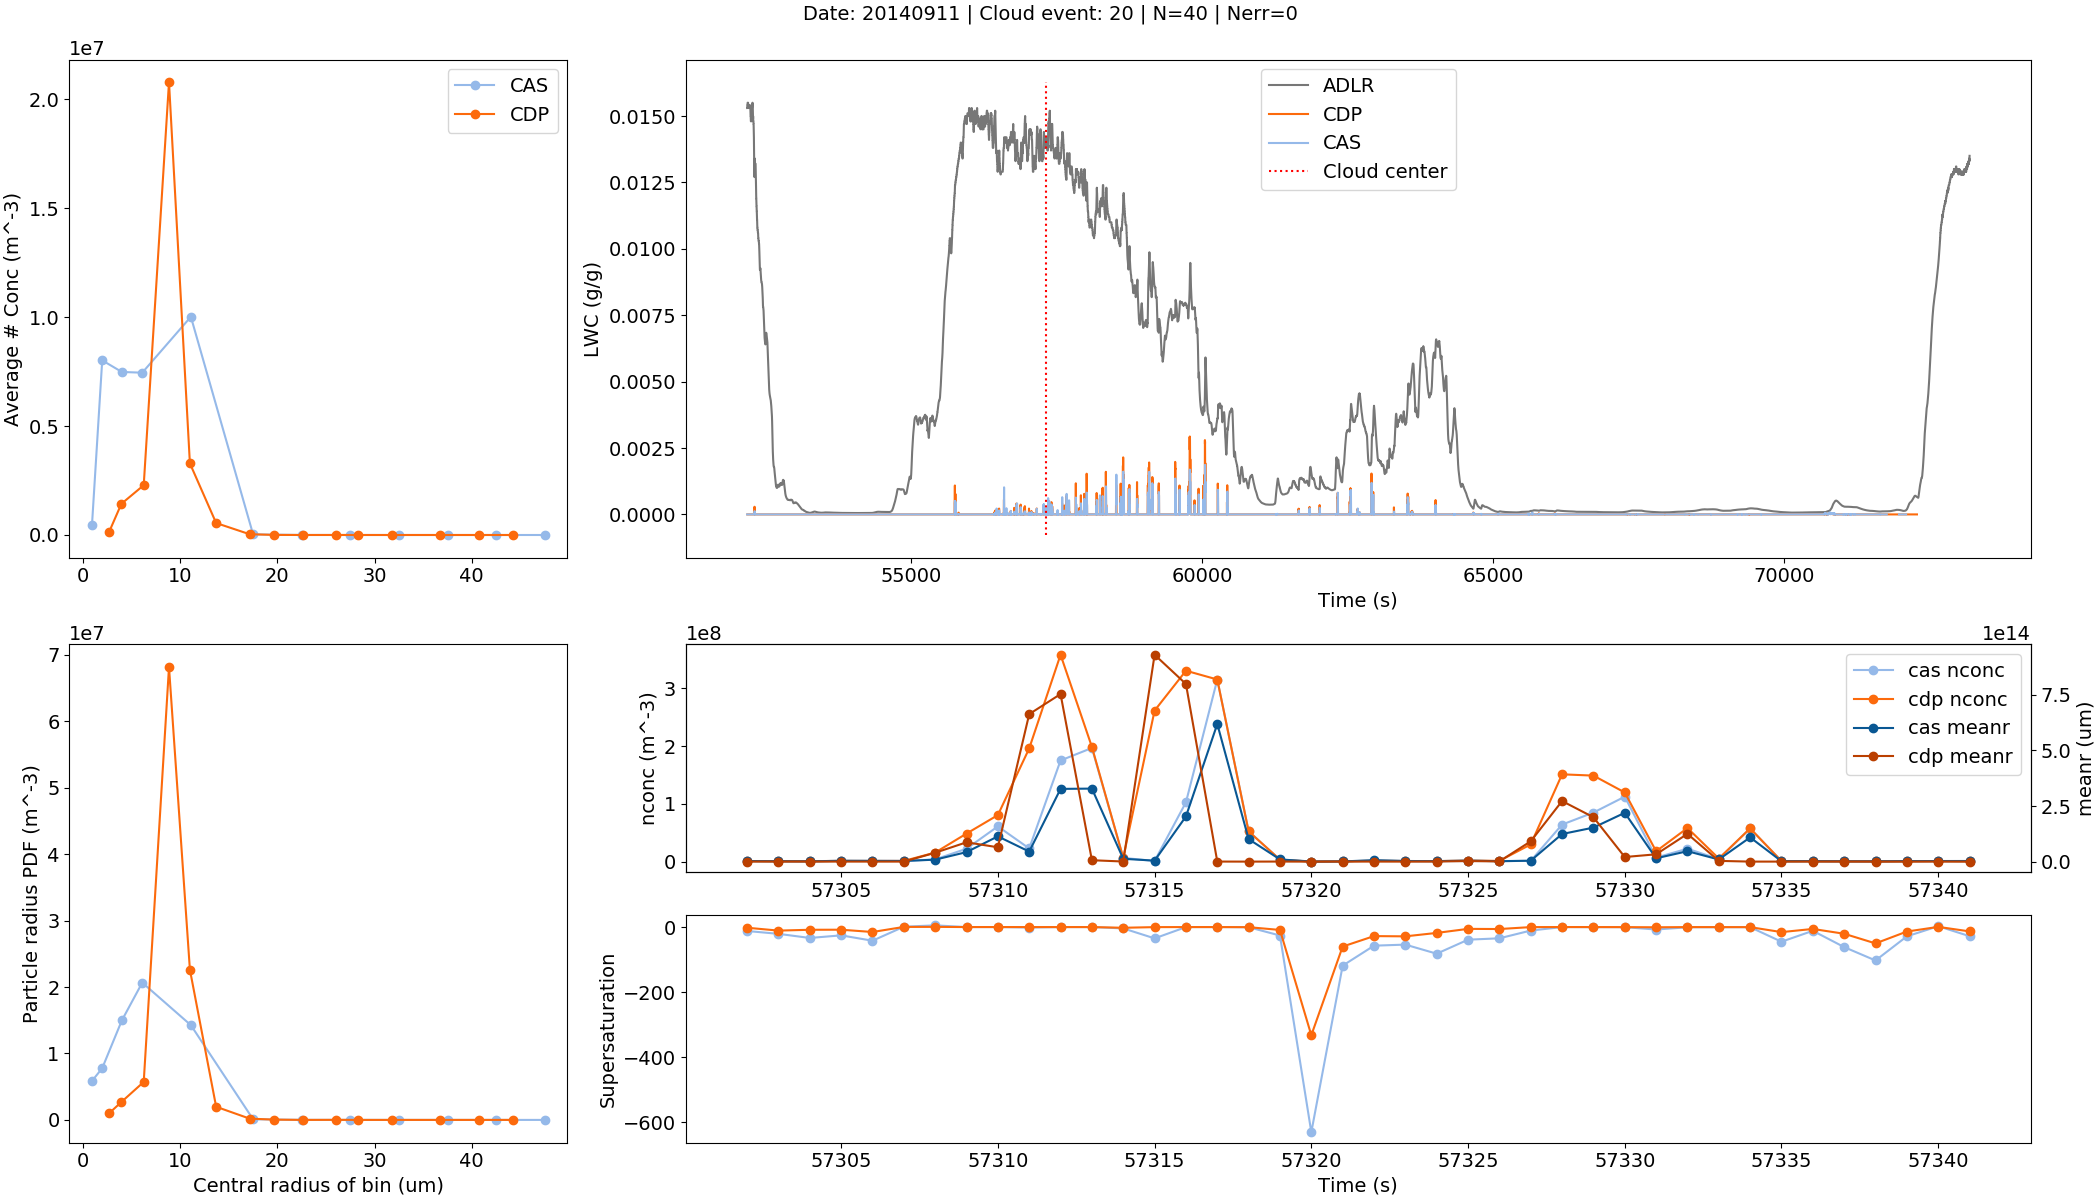 Date: 20140911 | Cloud event: 20 | N=40 | Nerr=0
1e7
CAS
CDP
2.0
1.5
1.0
0.5
0.0
Average # Conc (m^-3)
0 10 20 30 40
ADLR
CDP
CAS
Cloud center
0.0150
0.0125
0.0100
0.0075
0.0050
0.0025
0.0000
LWC (g/g)
55000 60000 65000 70000
Time (s)
1e7
7
6
5
4
3
2
1
0
Particle radius PDF (m^-3)
0 10 20 30 40
Central radius of bin (um)
1e8
1e14
cas nconc
cdp nconc
cas meanr
cdp meanr
3
2
1
0
nconc (m^-3)
7.5
5.0
2.5
0.0
meanr (um)
57305 57310 57315 57320 57325 57330 57335 57340
0
−200
−400
−600
Supersaturation
57305 57310 57315 57320 57325 57330 57335 57340
Time (s)